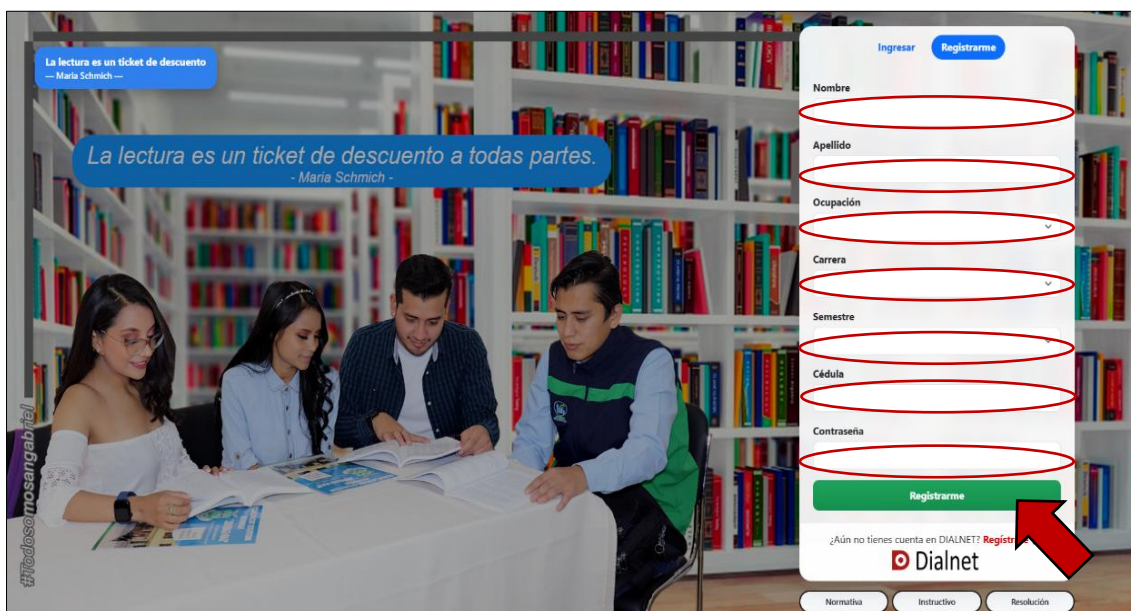 La lectura es un ticket de descuento
— Maria Schmich —
La lectura es un ticket de descuento a todas partes.
- Maria Schmich -
#Todosomosangabriel
Ingresar
Registrarme
Nombre
Apellido
Ocupación
Carrera
Semestre
Cédula
Contraseña
Registrarme
¿Aún no tienes cuenta en DIALNET?
Dialnet
Normativa
Instructivo
Resolución